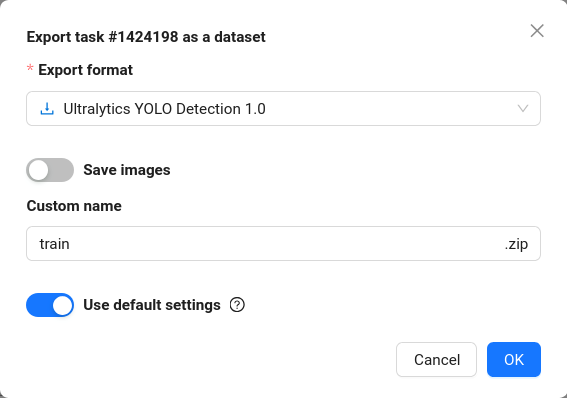 Export task #1424198 as a dataset
* Export format
Ultralytics YOLO Detection 1.0
Save images
Custom name
train .zip
Use default settings ?
Cancel OK